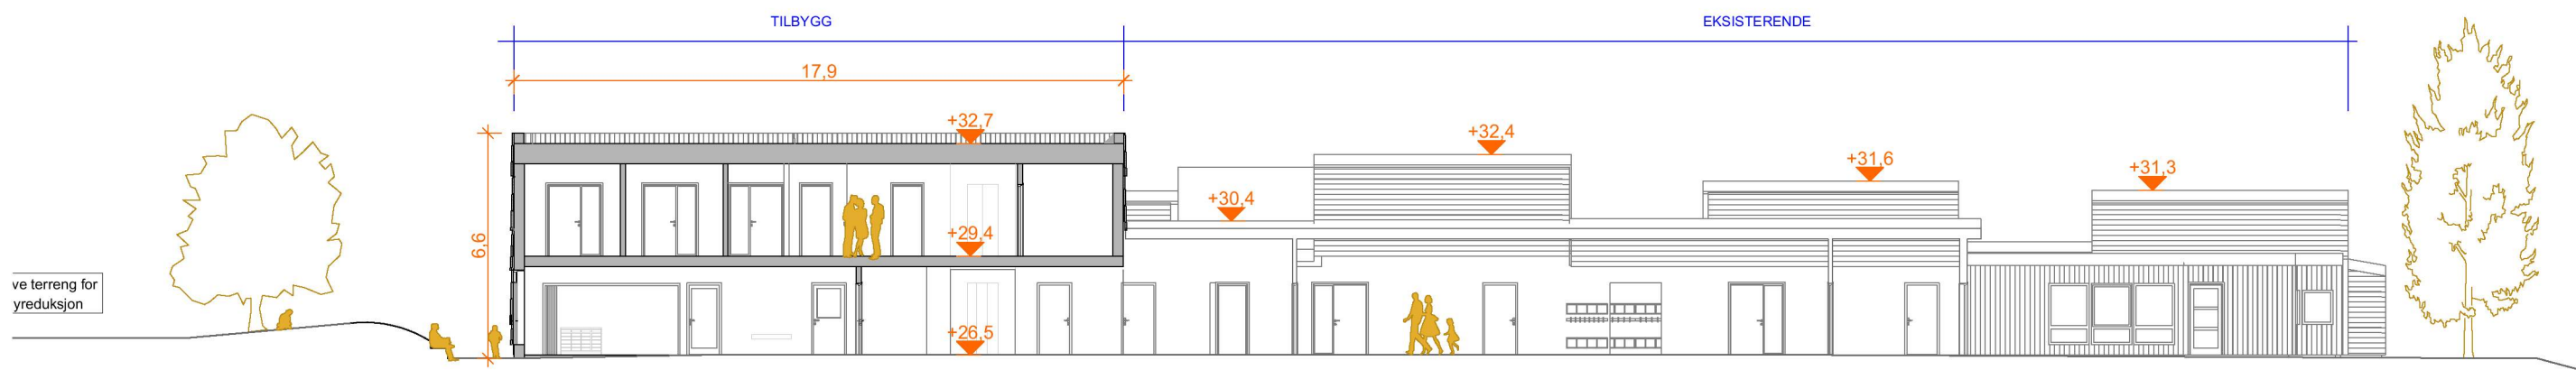 TILBYGG
EKSISTERENDE
17,9
+32,7
+32,4
+31,6
+31,3
+30,4
+29,4
6,6
ve terreng for
yreduksjon
+26,5